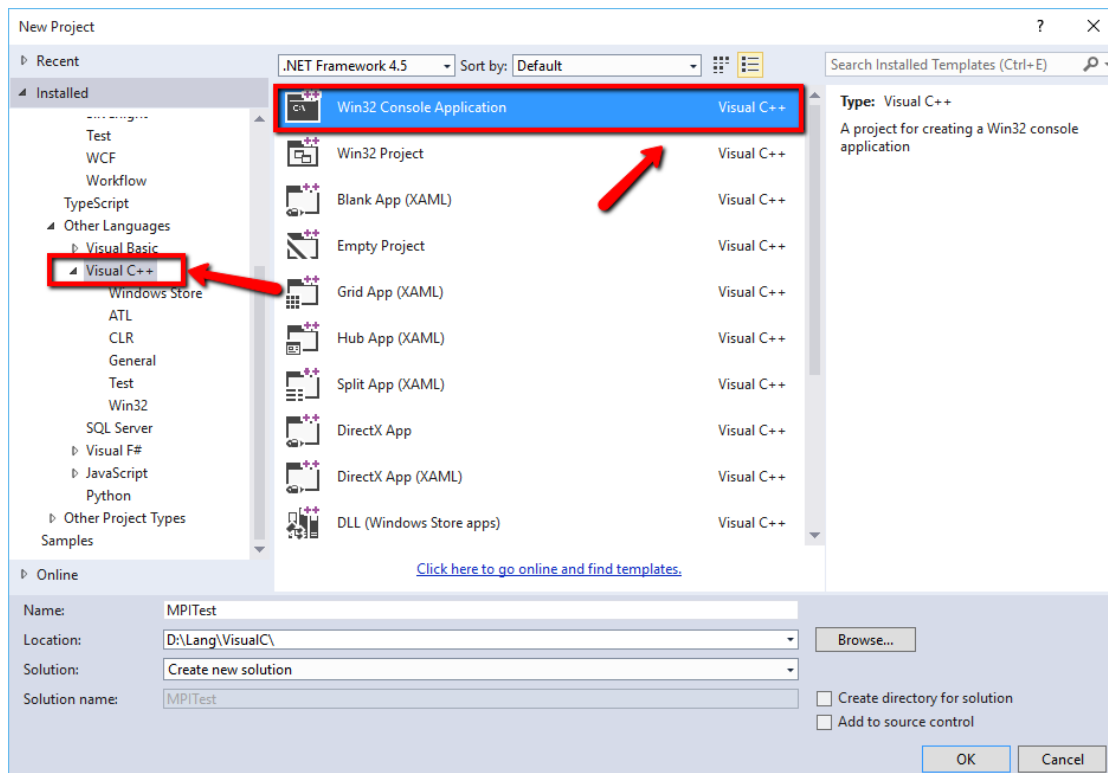 New Project
?
Recent
.NET Framework 4.5
Sort by:
Default
Search Installed Templates (Ctrl+E)
Installed
Test
WCF
Workflow
TypeScript
Other Languages
Visual Basic
Visual C++
Windows Store
ATL
CLR
General
Test
Win32
SQL Server
Visual F#
JavaScript
Python
Other Project Types
Samples
Online
Win32 Console Application Visual C++
Win32 Project Visual C++
Blank App (XAML) Visual C++
Empty Project Visual C++
Grid App (XAML) Visual C++
Hub App (XAML) Visual C++
Split App (XAML) Visual C++
DirectX App Visual C++
DirectX App (XAML) Visual C++
DLL (Windows Store apps) Visual C++
Click here to go online and find templates.
Type: Visual C++
A project for creating a Win32 console
application
Name: MPITest
Location: D:\Lang\VisualC\
Browse...
Solution: Create new solution
Solution name: MPITest
Create directory for solution
Add to source control
OK
Cancel